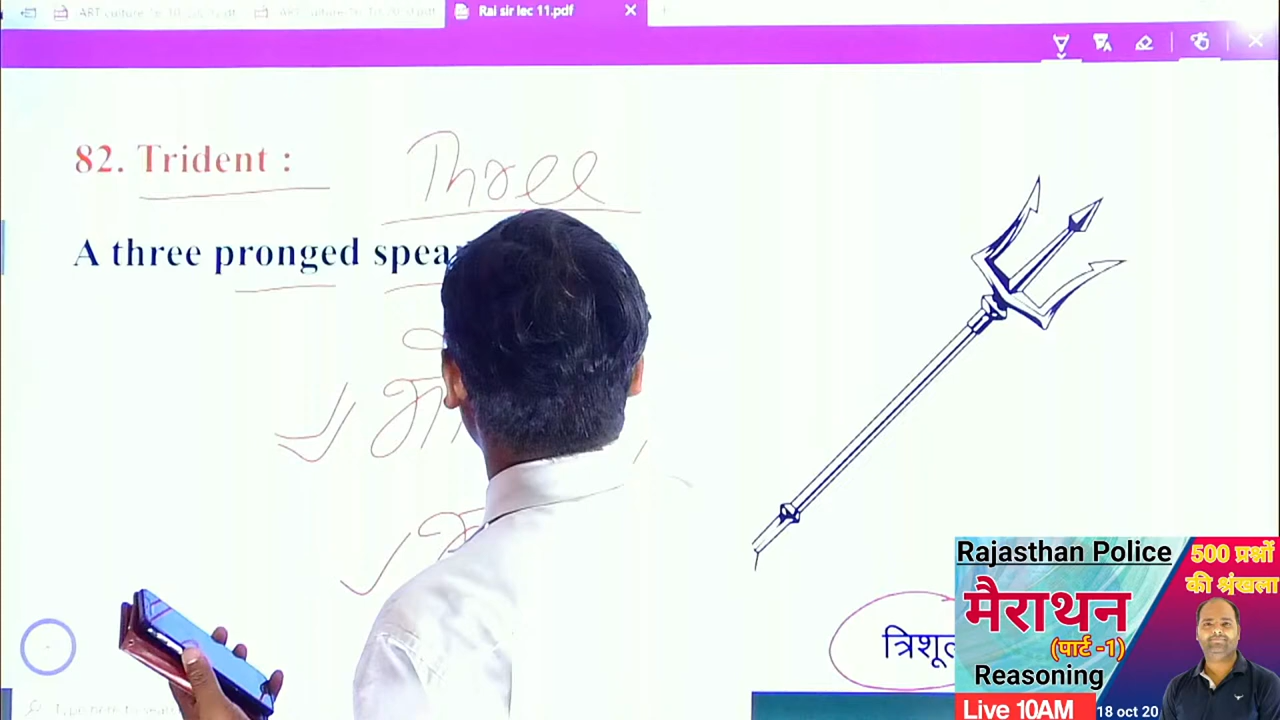 Rai sir lec 11.pdf
82. Trident :
Three
A three pronged spear
त्रिशूल
Rajasthan Police
मैराथन
(पार्ट -1)
Reasoning
Live 10AM
18 oct 20
500 प्रश्नों
की श्रृंखला